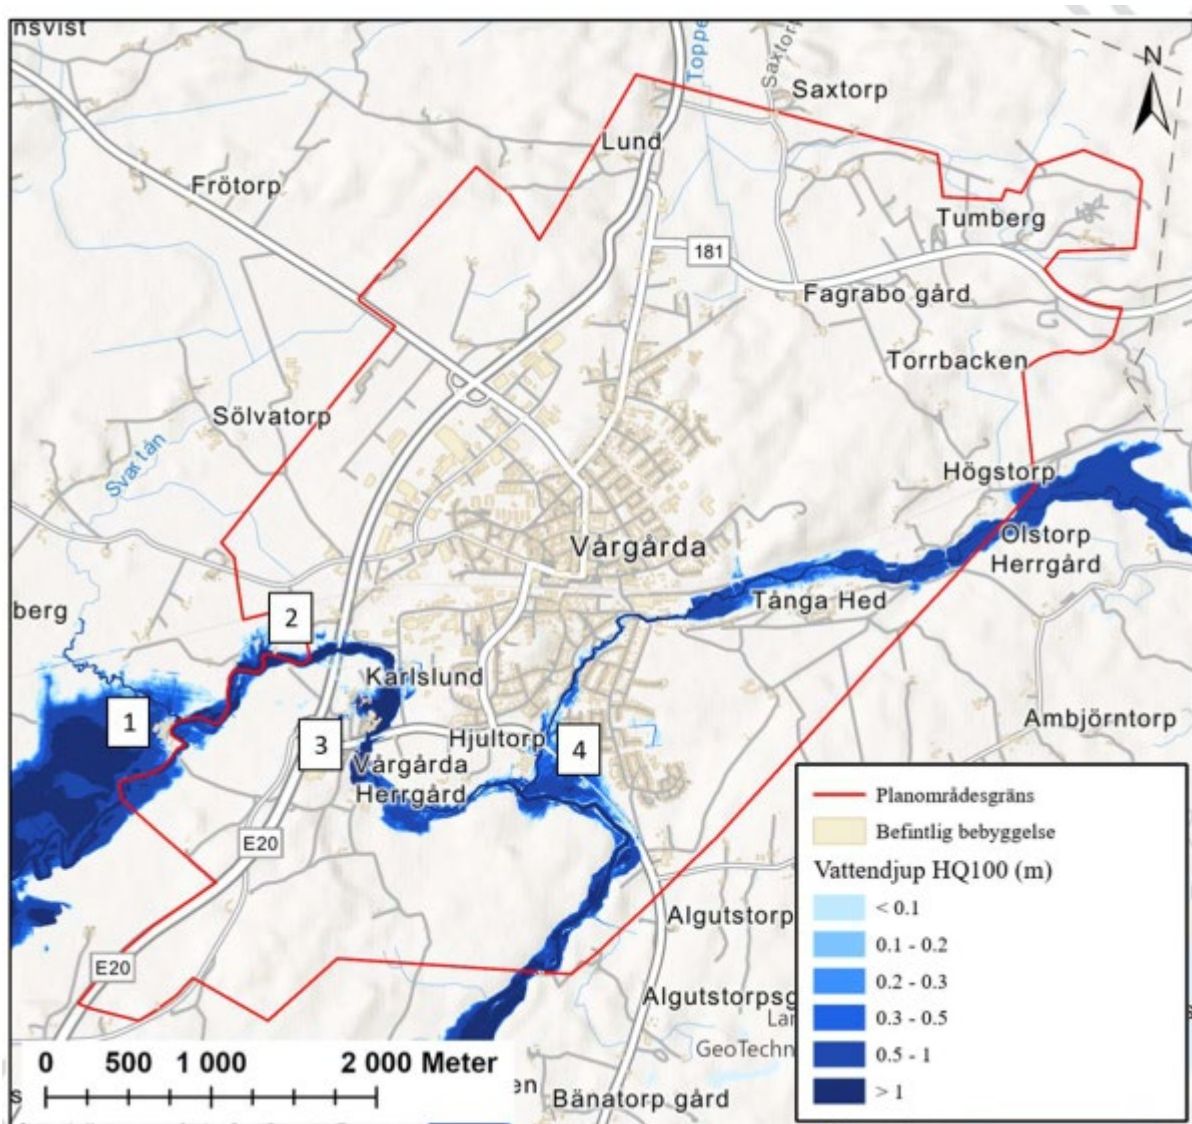 nsvist
Toppe
Saxtorp
Saxtorp
N
Lund
Frötorp
Tumberg
181
Fagrabo gård
Torrbacken
Sölvatorp
Svartån
Högstorp
Vårgårda
Olstorp
Herrgård
Tånga Hed
berg
2
Karlslund
1
3
Hjultorp
4
Ambjörntorp
Vårgårda
Herrgård
E20
Planområdesgräns
Befintlig bebyggelse
Vattendjup HQ100 (m)
< 0.1
0.1 - 0.2
0.2 - 0.3
0.3 - 0.5
0.5 - 1
> 1
Algutstorp
E20
Algutstorpsg
Lan
GeoTechn
0 500 1 000 2 000 Meter
en
Bänatorp gård
s